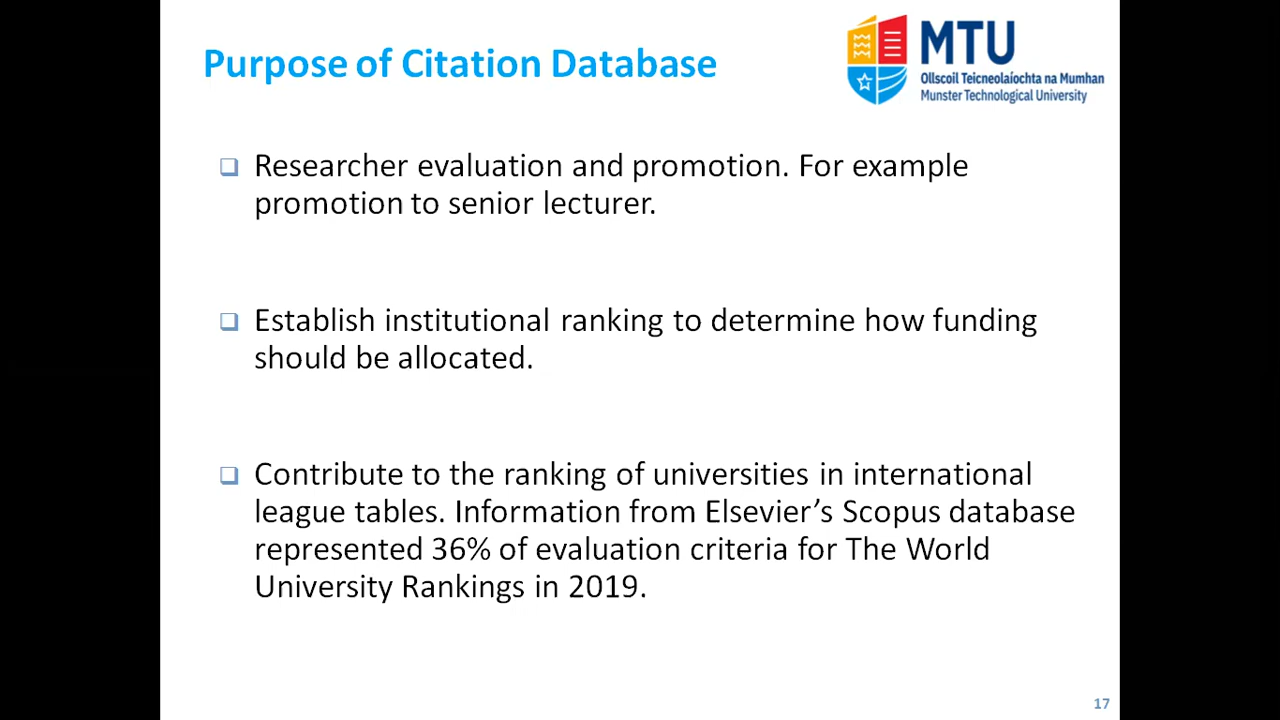 Purpose of Citation Database
MTU
Ollscoil Teicneolaíochta na Mumhan
Munster Technological University
Researcher evaluation and promotion. For example
promotion to senior lecturer.
Establish institutional ranking to determine how funding
should be allocated.
Contribute to the ranking of universities in international
league tables. Information from Elsevier’s Scopus database
represented 36% of evaluation criteria for The World
University Rankings in 2019.
17